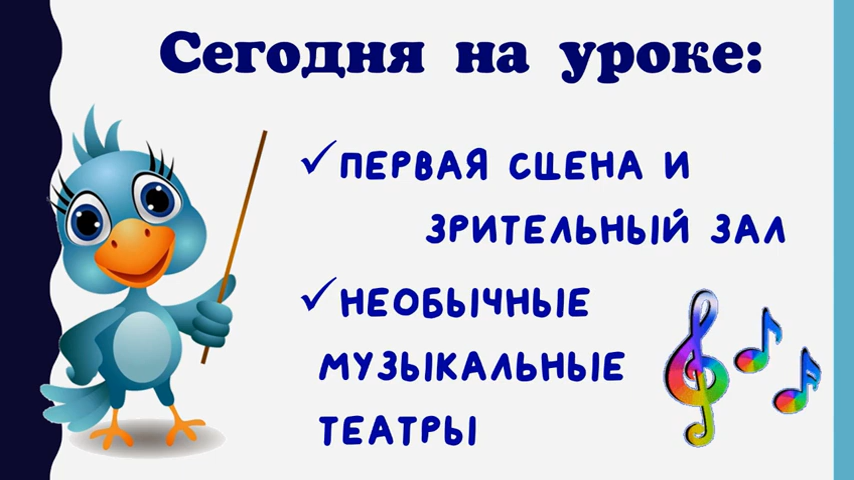 Сегодня на уроке:
✓ПЕРВАЯ СЦЕНА И
ЗРИТЕЛЬНЫЙ ЗАЛ
✓НЕОБЫЧНЫЕ
МУЗЫКАЛЬНЫЕ
ТЕАТРЫ